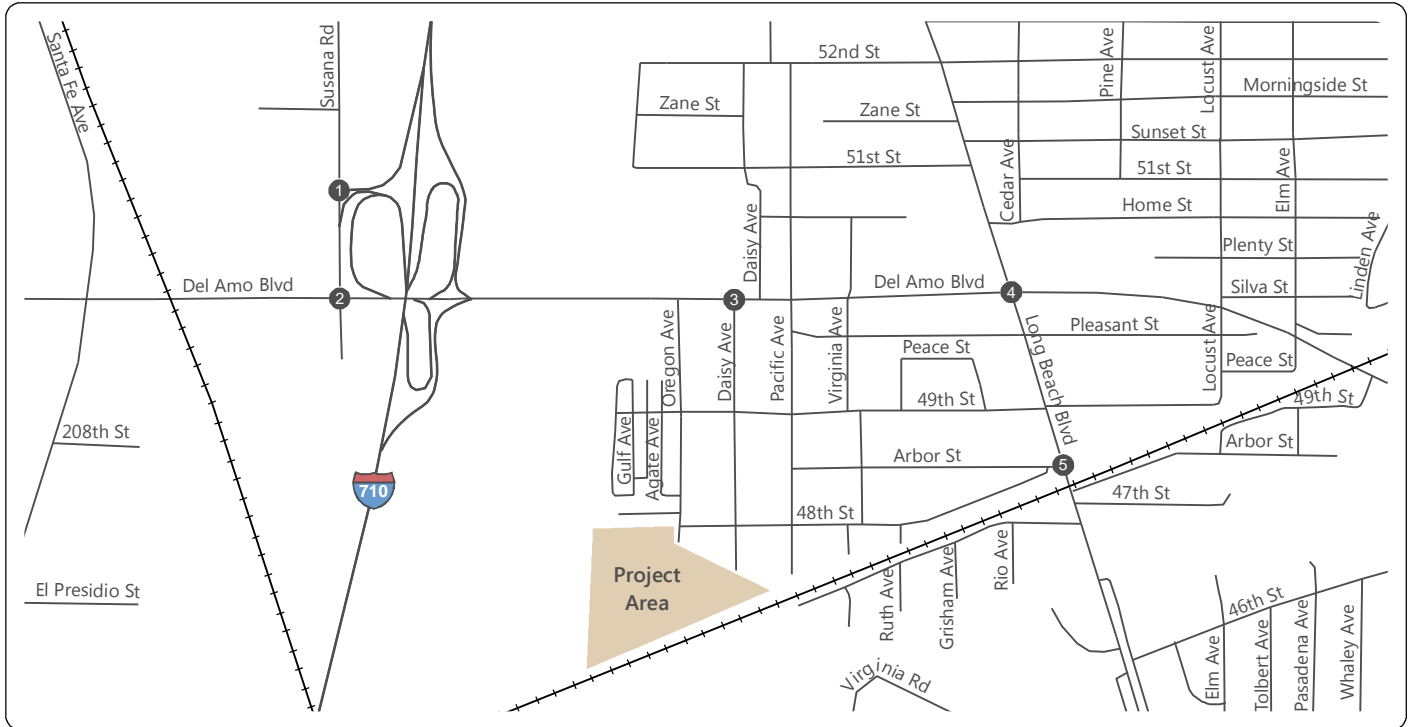 52nd St
Santa Fe Ave
Susana Rd
Pine Ave
Locust Ave
Morningside St
Zane St
Zane St
Sunset St
51st St
51st St
Cedar Ave
Elm Ave
1
Home St
Daisy Ave
Linden Ave
Plenty St
Del Amo Blvd
Del Amo Blvd
Silva St
2
3
4
Oregon Ave
Daisy Ave
Pacific Ave
Virginia Ave
Long Beach Blvd
Pleasant St
Locust Ave
Peace St
Peace St
49th St
49th St
208th St
Gulf Ave
Agate Ave
Arbor St
Arbor St
5
710
47th St
48th St
Project
Area
El Presidio St
Ruth Ave
Grisham Ave
Rio Ave
46th St
Virginia Rd
Elm Ave
Tolbert Ave
Pasadena Ave
Whaley Ave